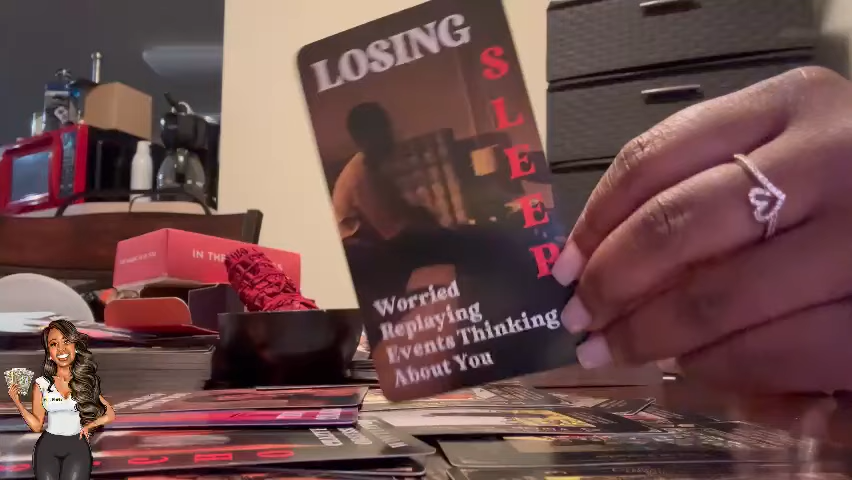 LOSING
SLEEP
Worried
Replaying
Events Thinking
About You
IN THE